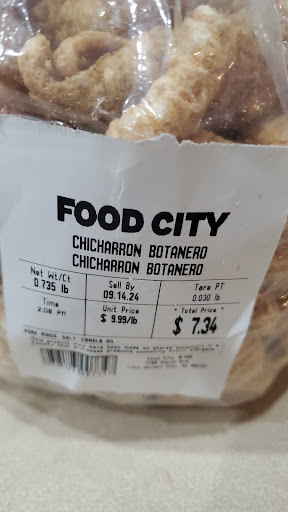 FOOD CITY
CHICHARRON BOTANERO
CHICHARRON BOTANERO
Net Wt/Ct
0.735 lb
Sell By
09.14.24
Tare PT
0.030 lb
Time
2:08 PM
Unit Price
$ 9.99/lb
* Total Price *
$ 7.34
PORK RINDS, SALT, CANOLA OIL